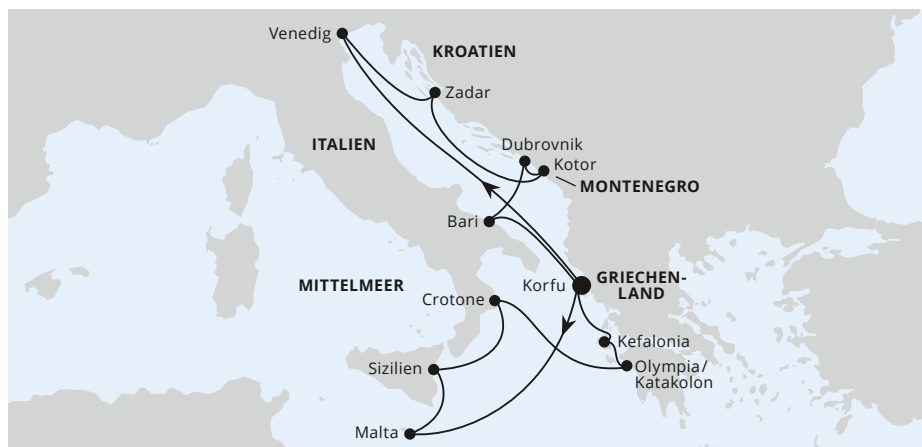 Venedig
KROATIEN
Zadar
ITALIEN
Dubrovnik
Kotor
MONTENEGRO
Bari
MITTELMEER
Korfu
GRIECHEN-
LAND
Crotone
Kefalonia
Sizilien
Olympia/
Katakolon
Malta